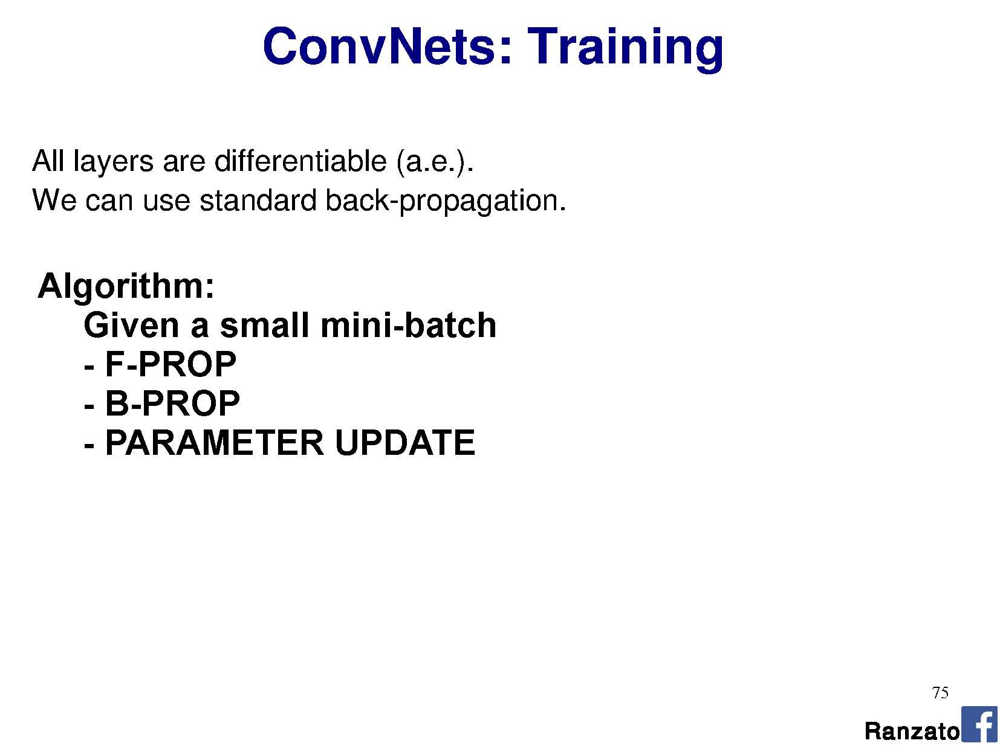 ConvNets: Training
All layers are differentiable (a.e.).
We can use standard back-propagation.
Algorithm:
Given a small mini-batch
- F-PROP
- B-PROP
- PARAMETER UPDATE
75
Ranzato f